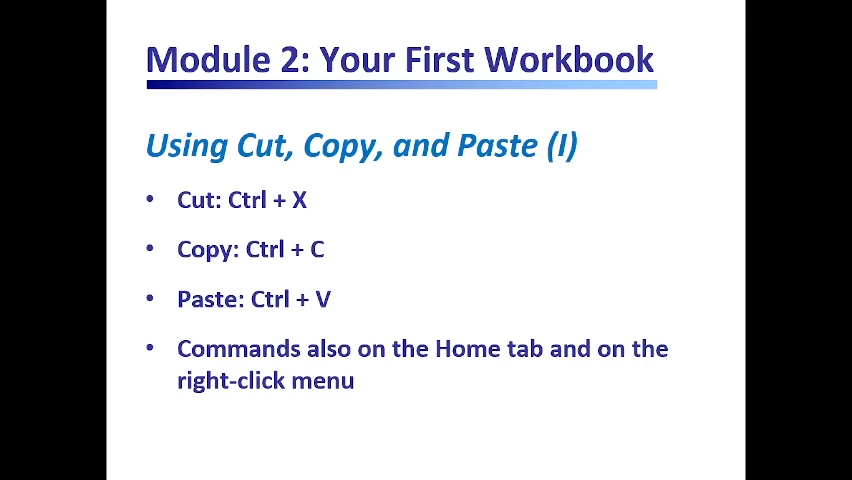 Module 2: Your First Workbook
Using Cut, Copy, and Paste (I)
• Cut: Ctrl + X
• Copy: Ctrl + C
• Paste: Ctrl + V
• Commands also on the Home tab and on the
right-click menu